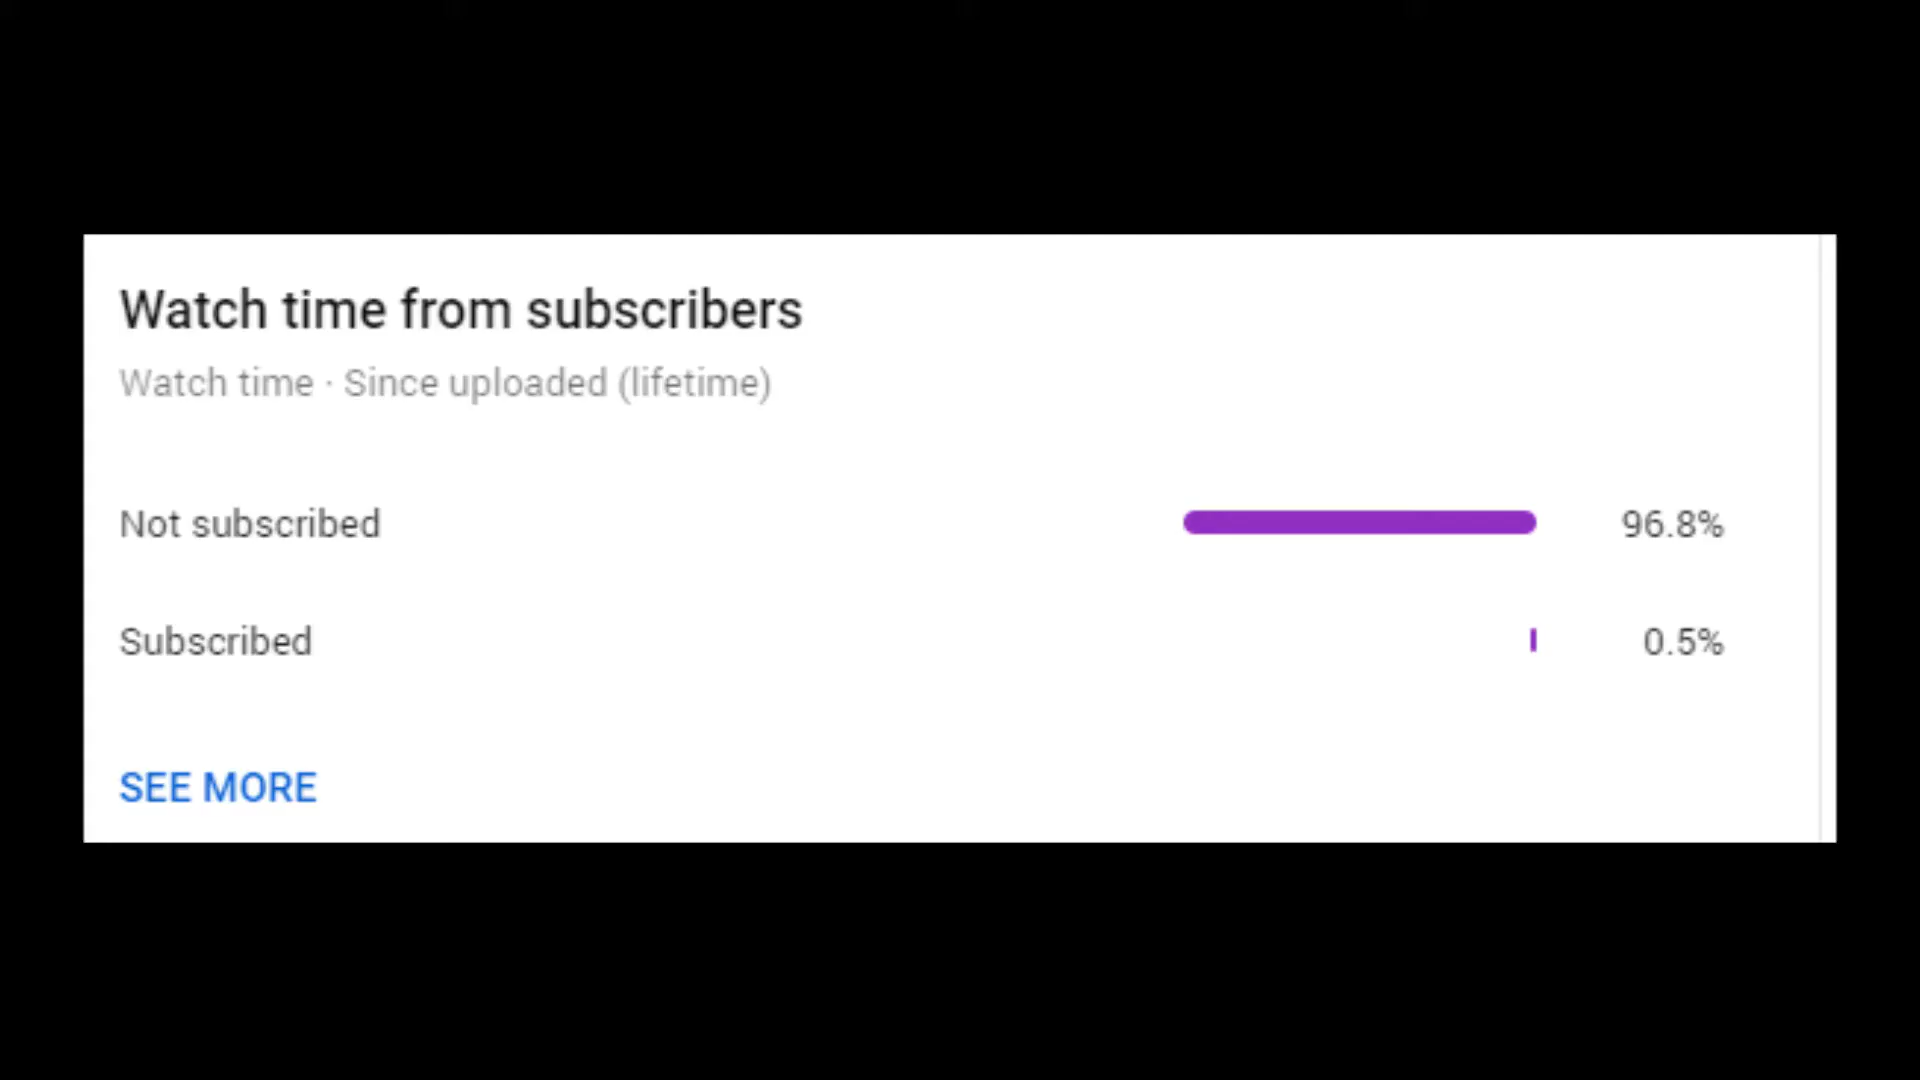 Watch time from subscribers
Watch time · Since uploaded (lifetime)
Not subscribed 96.8%
Subscribed 0.5%
SEE MORE